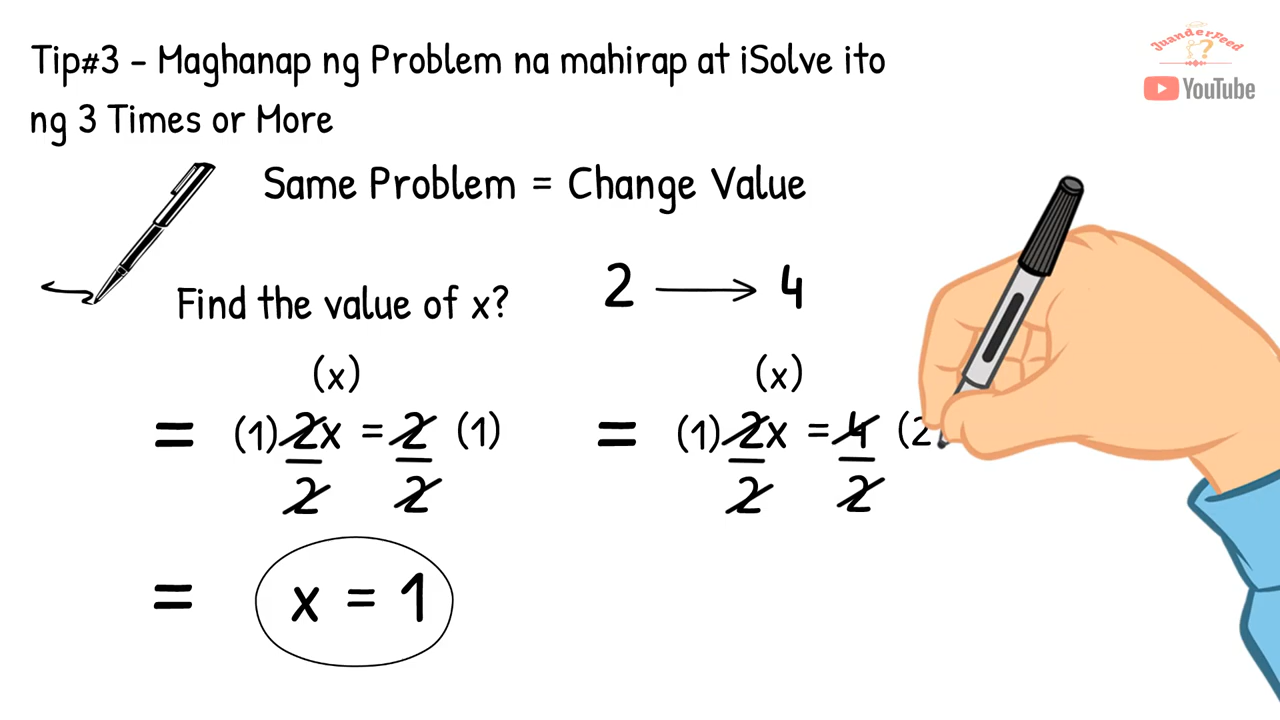 Tip#3 - Maghanap ng Problem na mahirap at iSolve ito
ng 3 Times or More
JuanderFeed
?
YouTube
Same Problem = Change Value
Find the value of x?
2 → 4
(x)
= (1) 2x = 2 (1)
2 2
x = 1
=
(x)
= (1) 2x = 4 (2)
2 2